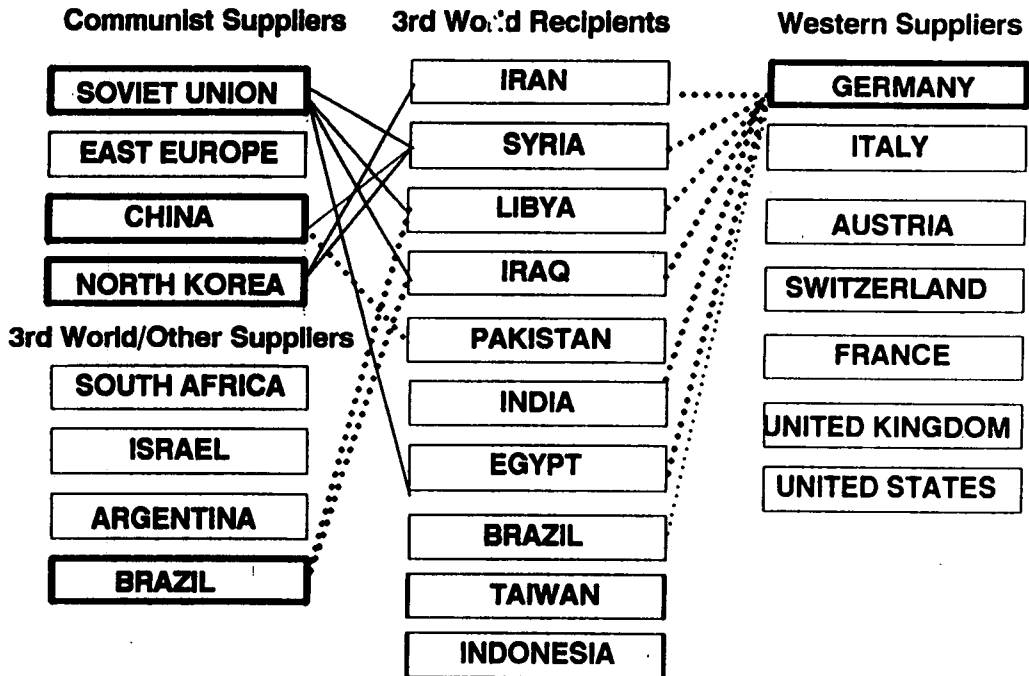 Communist Suppliers
SOVIET UNION
EAST EUROPE
CHINA
NORTH KOREA
3rd World/Other Suppliers
SOUTH AFRICA
ISRAEL
ARGENTINA
BRAZIL
3rd World Recipients
IRAN
SYRIA
LIBYA
IRAQ
PAKISTAN
INDIA
EGYPT
BRAZIL
TAIWAN
INDONESIA
Western Suppliers
GERMANY
ITALY
AUSTRIA
SWITZERLAND
FRANCE
UNITED KINGDOM
UNITED STATES